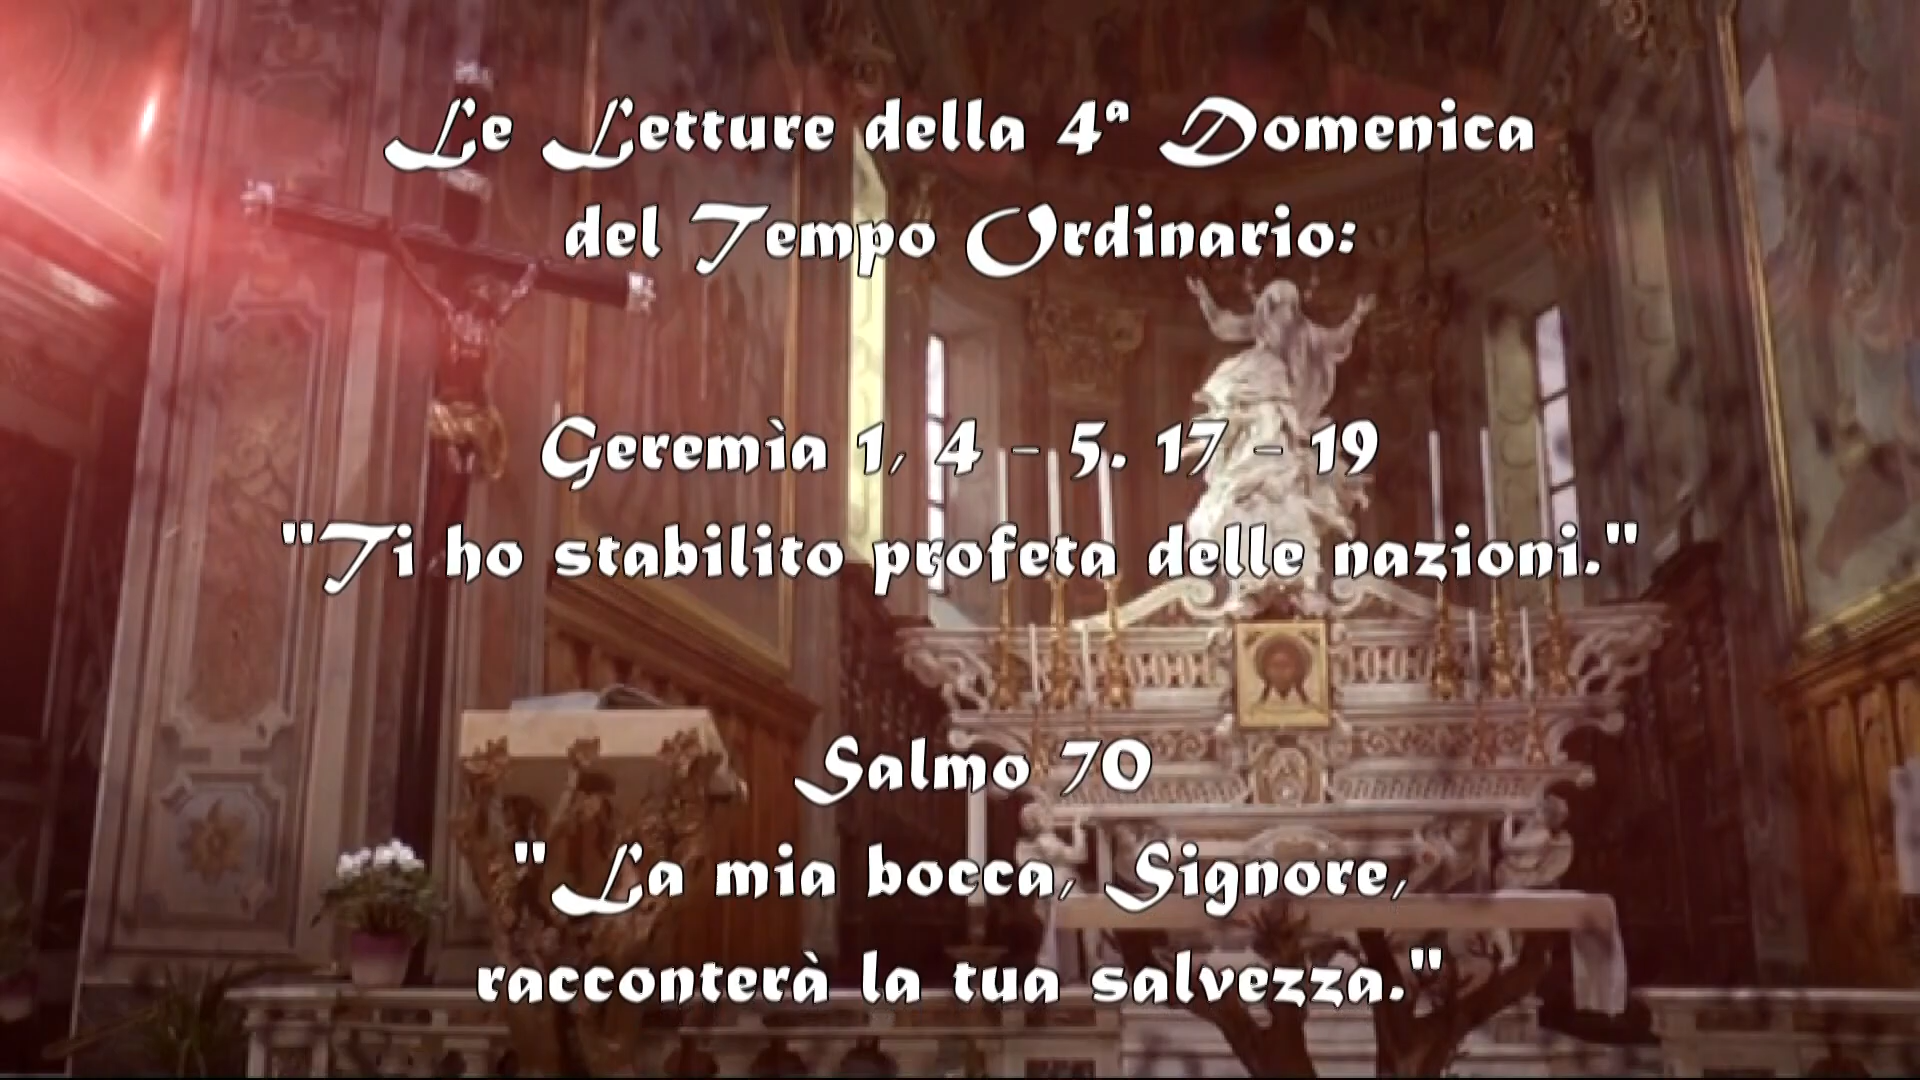 Le Letture della 4ª Domenica
del Tempo Ordinario:
Geremìa 1, 4 - 5. 17 - 19
"Ti ho stabilito profeta delle nazioni."
Salmo 70
"La mia bocca, Signore,
racconterà la tua salvezza."